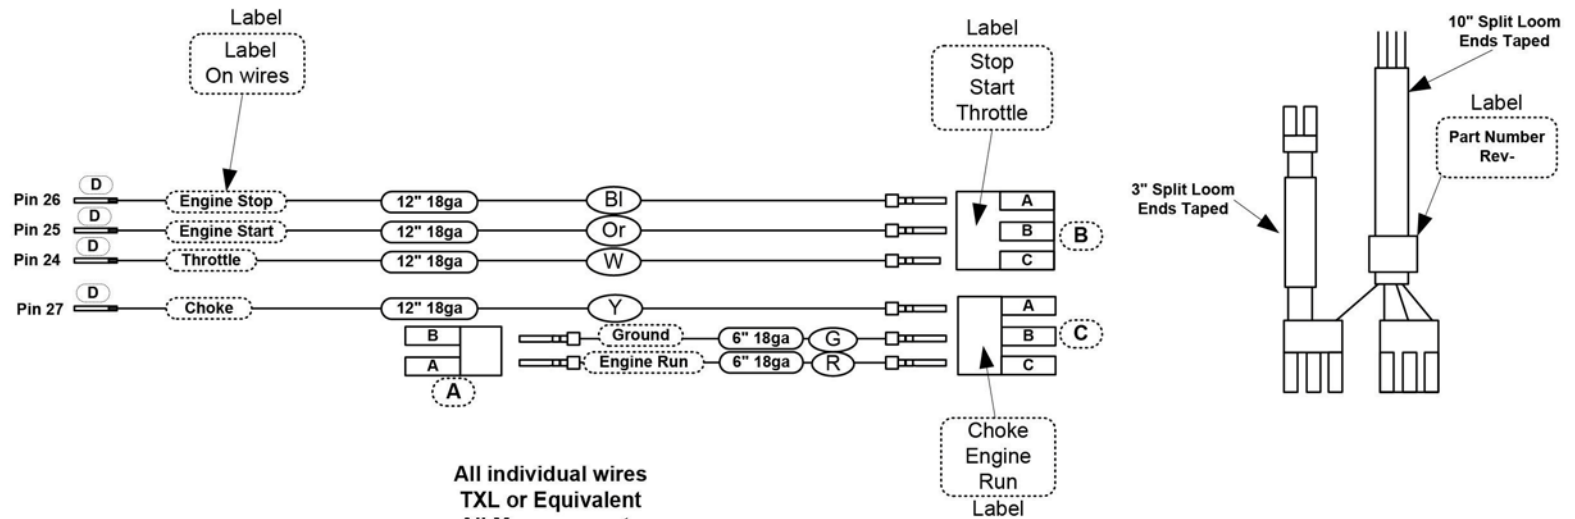 Label
Label
On wires
Label
Stop
Start
Throttle
10" Split Loom
Ends Taped
Label
Part Number
Rev-
3" Split Loom
Ends Taped
Pin 26 D Engine Stop 12" 18ga Bl A
Pin 25 D Engine Start 12" 18ga Or B B
Pin 24 D Throttle 12" 18ga W C
Pin 27 D Choke 12" 18ga Y A
B Ground 6" 18ga G B C
A Engine Run 6" 18ga R C
A
Choke
Engine
Run
Label
All individual wires
TXL or Equivalent